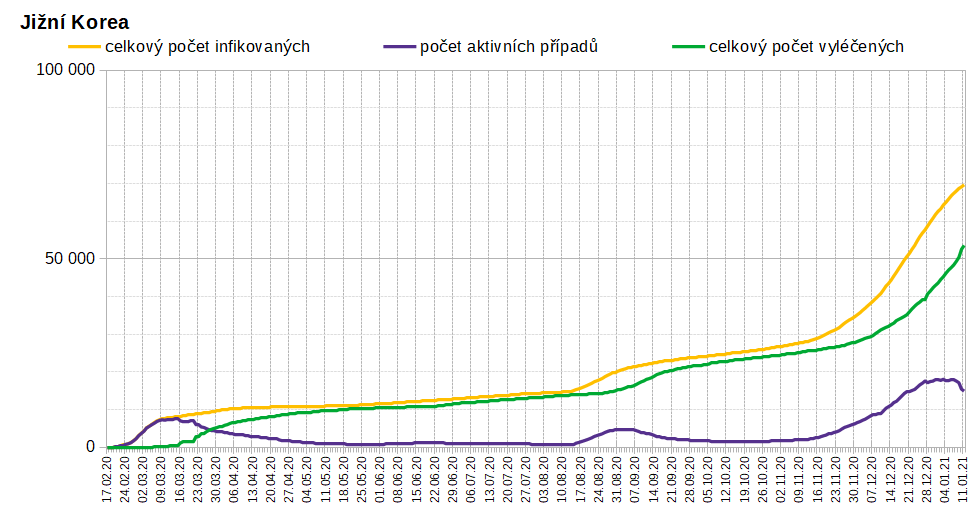 Jižní Korea
celkový počet infikovaných počet aktivních případů celkový počet vyléčených
100 000
50 000
0
17.02.20 24.02.20 02.03.20 09.03.20 16.03.20 23.03.20 30.03.20 06.04.20 13.04.20 20.04.20 27.04.20 04.05.20 11.05.20 18.05.20 25.05.20 01.06.20 08.06.20 15.06.20 22.06.20 29.06.20 06.07.20 13.07.20 20.07.20 27.07.20 03.08.20 10.08.20 17.08.20 24.08.20 31.08.20 07.09.20 14.09.20 21.09.20 28.09.20 05.10.20 12.10.20 19.10.20 26.10.20 02.11.20 09.11.20 16.11.20 23.11.20 30.11.20 07.12.20 14.12.20 21.12.20 28.12.20 04.01.21 11.01.21